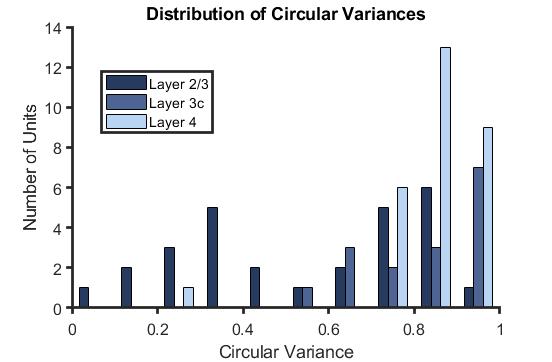 Distribution of Circular Variances
14
12
10
8
6
4
2
0
Number of Units
Layer 2/3
Layer 3c
Layer 4
0 0.2 0.4 0.6 0.8 1
Circular Variance